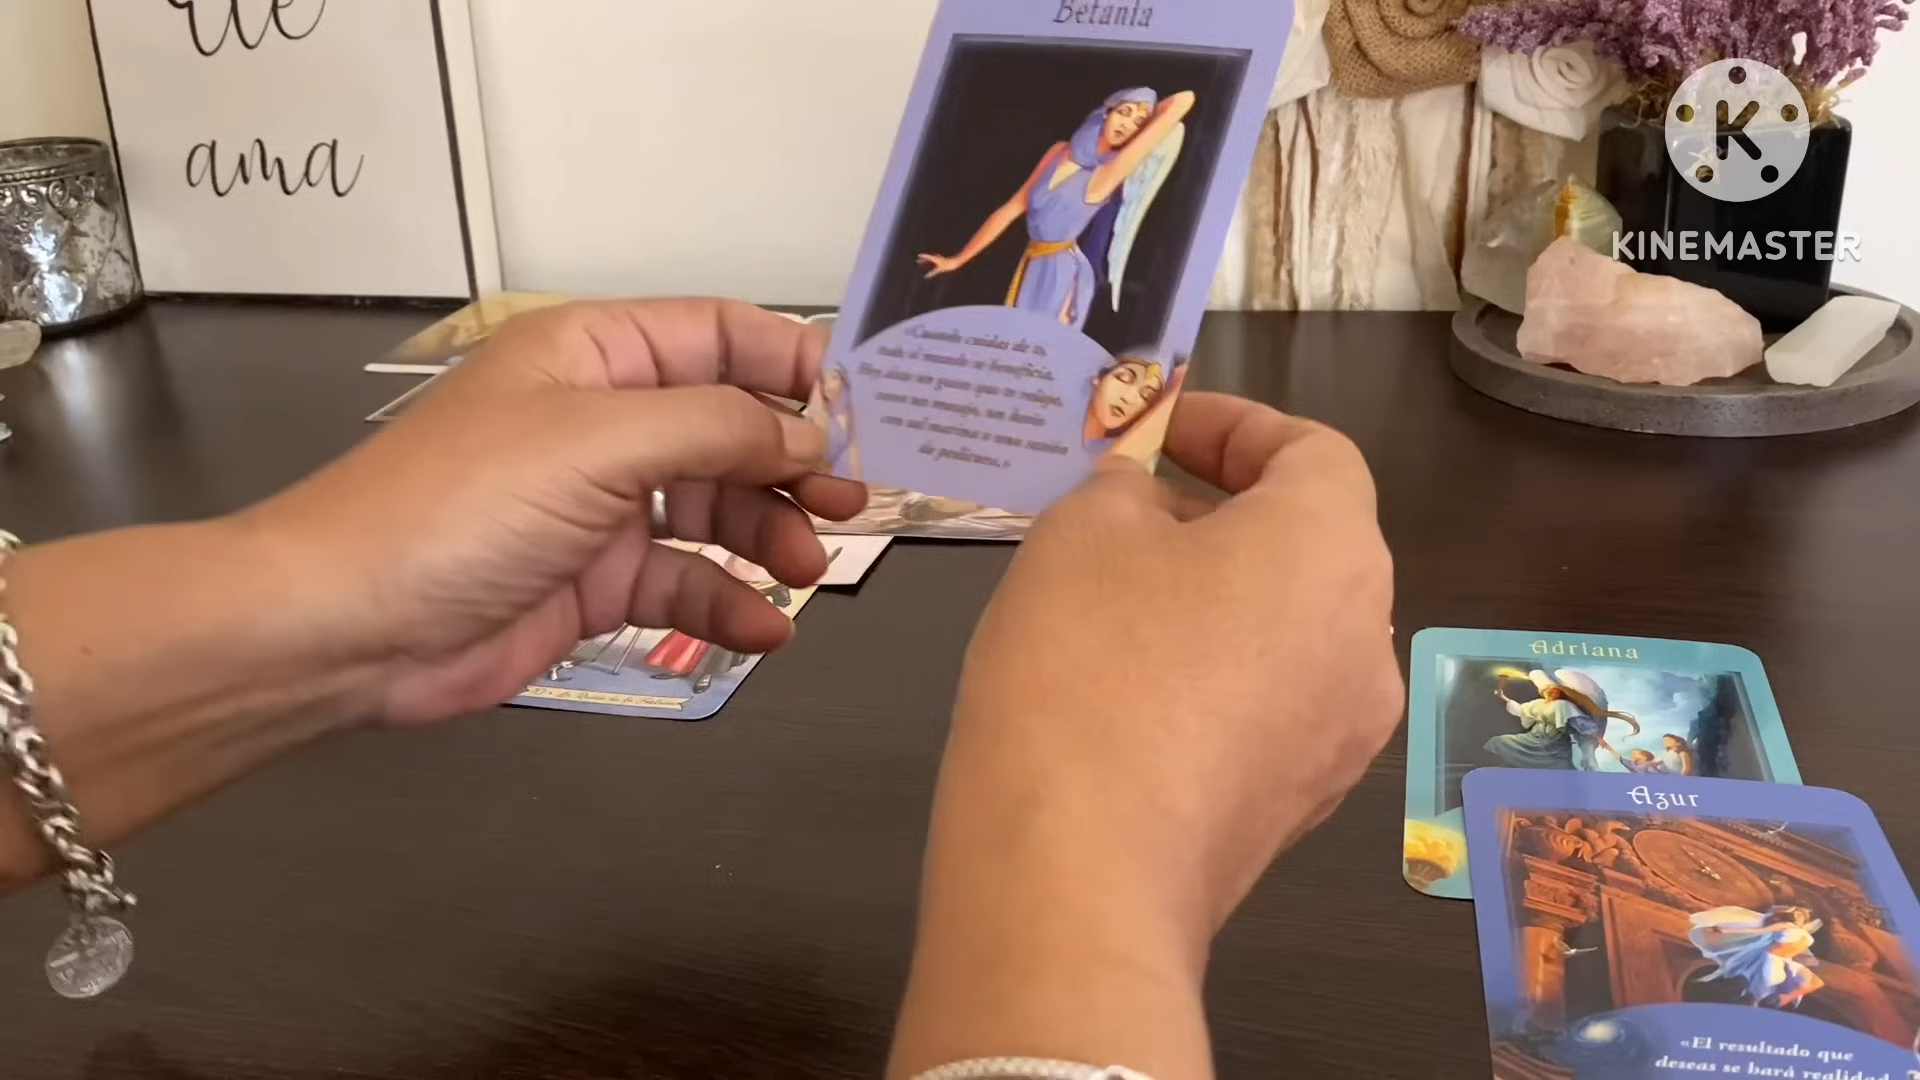 ríe
ama
Betania
«Cuando cuidas de ti,
todo el mundo se beneficia.
Hoy date un gusto que te relaje,
como un masaje, un baño
con sal marina o una sesión
de pedicura.»
KINEMASTER
Adriana
Azur
«El resultado que
deseas se hará realidad